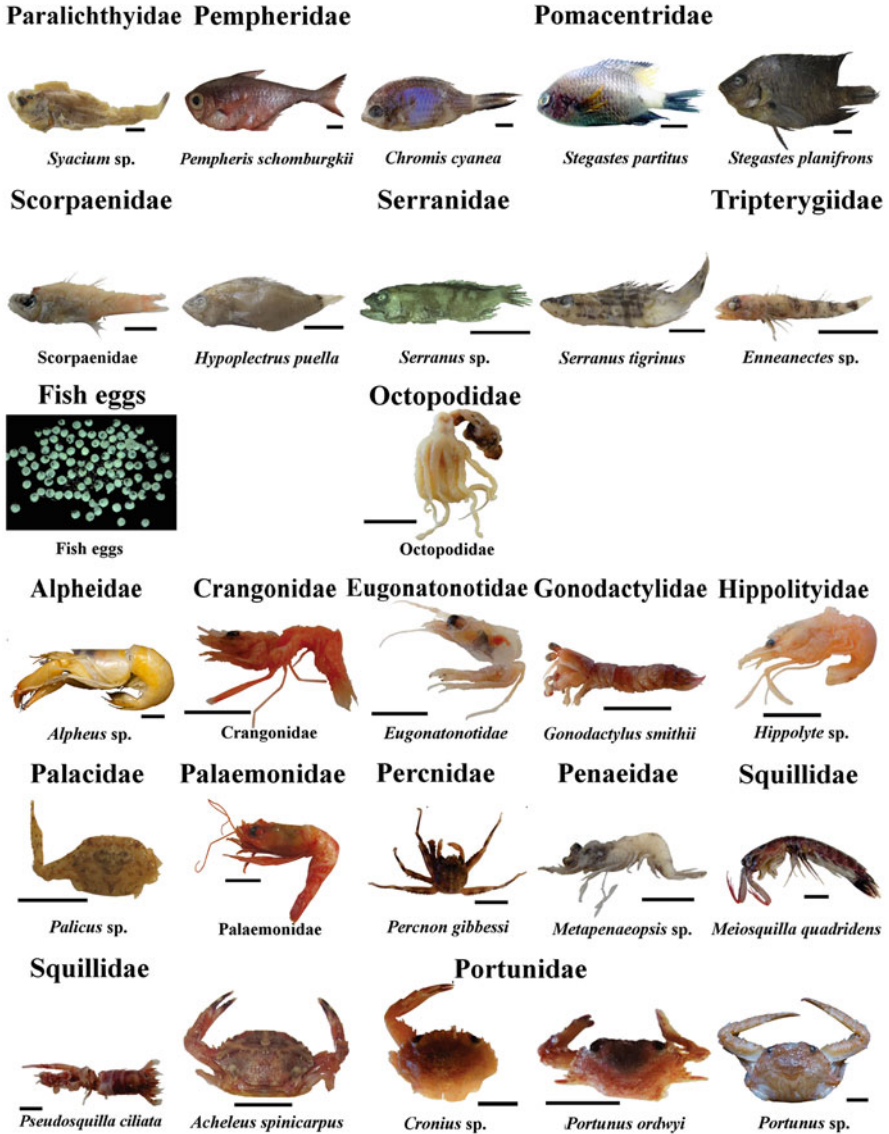 Paralichthyidae Pempheridae Pomacentridae
Syacium sp. Pempheris schomburgkii Chromis cyanea Stegastes partitus Stegastes planifrons
Scorpaenidae Serranidae Tripterygiidae
Scorpaenidae Hypoplectrus puella Serranus sp. Serranus tigrinus Enneanectes sp.
Fish eggs Octopodidae
Fish eggs Octopodidae
Alpheidae Crangonidae Eugonatonotidae Gonodactylidae Hippolityidae
Alpheus sp. Crangonidae Eugonatonotidae Gonodactylus smithii Hippolyte sp.
Palacidae Palaemonidae Percnidae Penaeidae Squillidae
Palicus sp. Palaemonidae Percnon gibbessi Metapenaeopsis sp. Meiosquilla quadridens
Squillidae Portunidae
Pseudosquilla ciliata Acheleus spinicarpus Cronius sp. Portunus ordwyi Portunus sp.